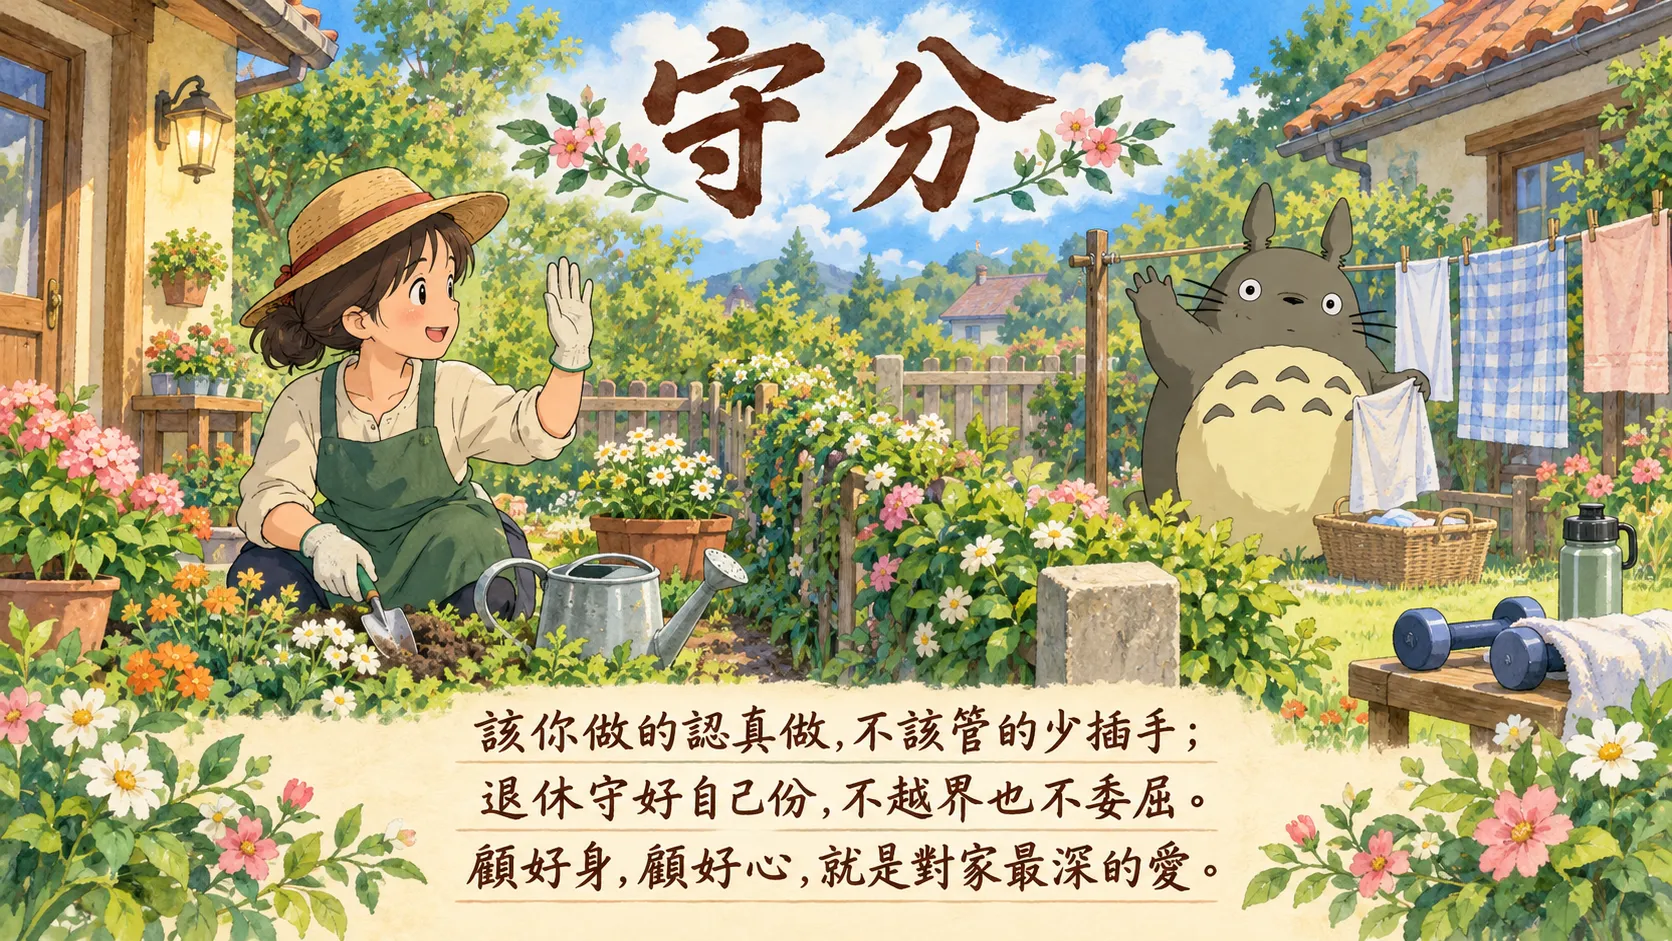 守分
該你做的認真做,不該管的少插手;
退休守好自己份,不越界也不委屈。
顧好身,顧好心,就是對家最深的愛。